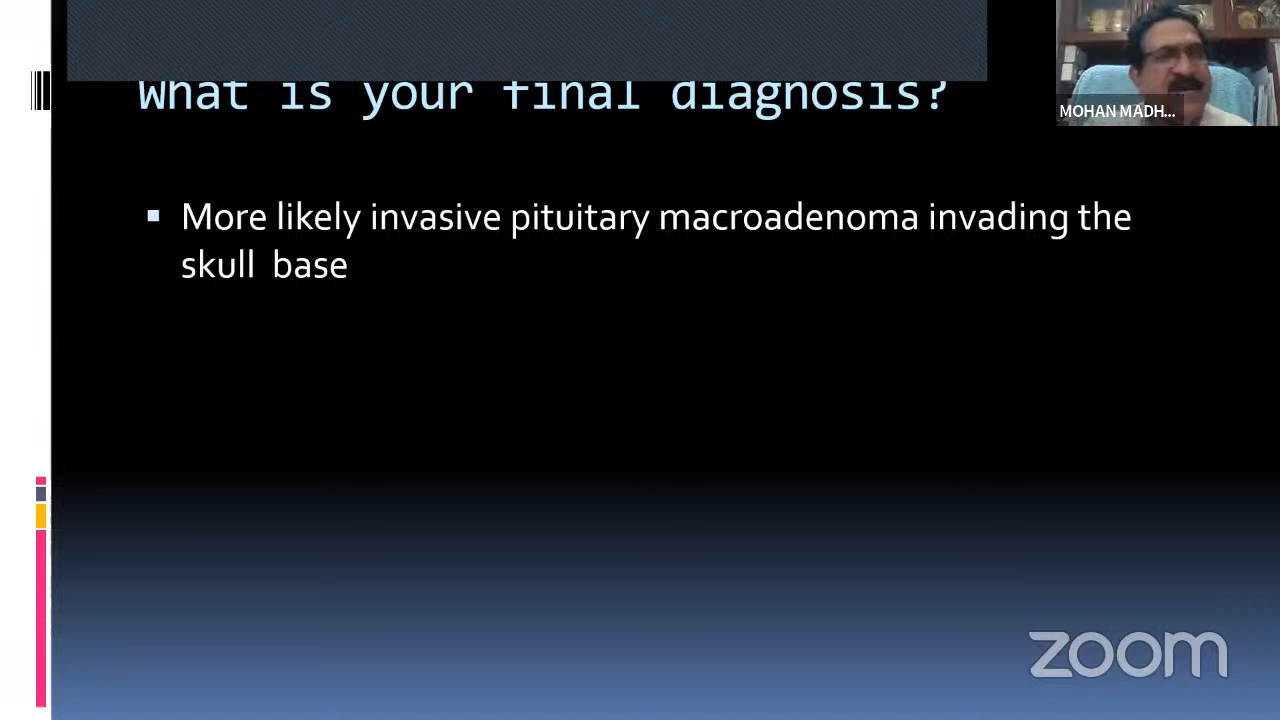 What is your final diagnosis?
MOHAN MADH...
More likely invasive pituitary macroadenoma invading the
skull base
zoom